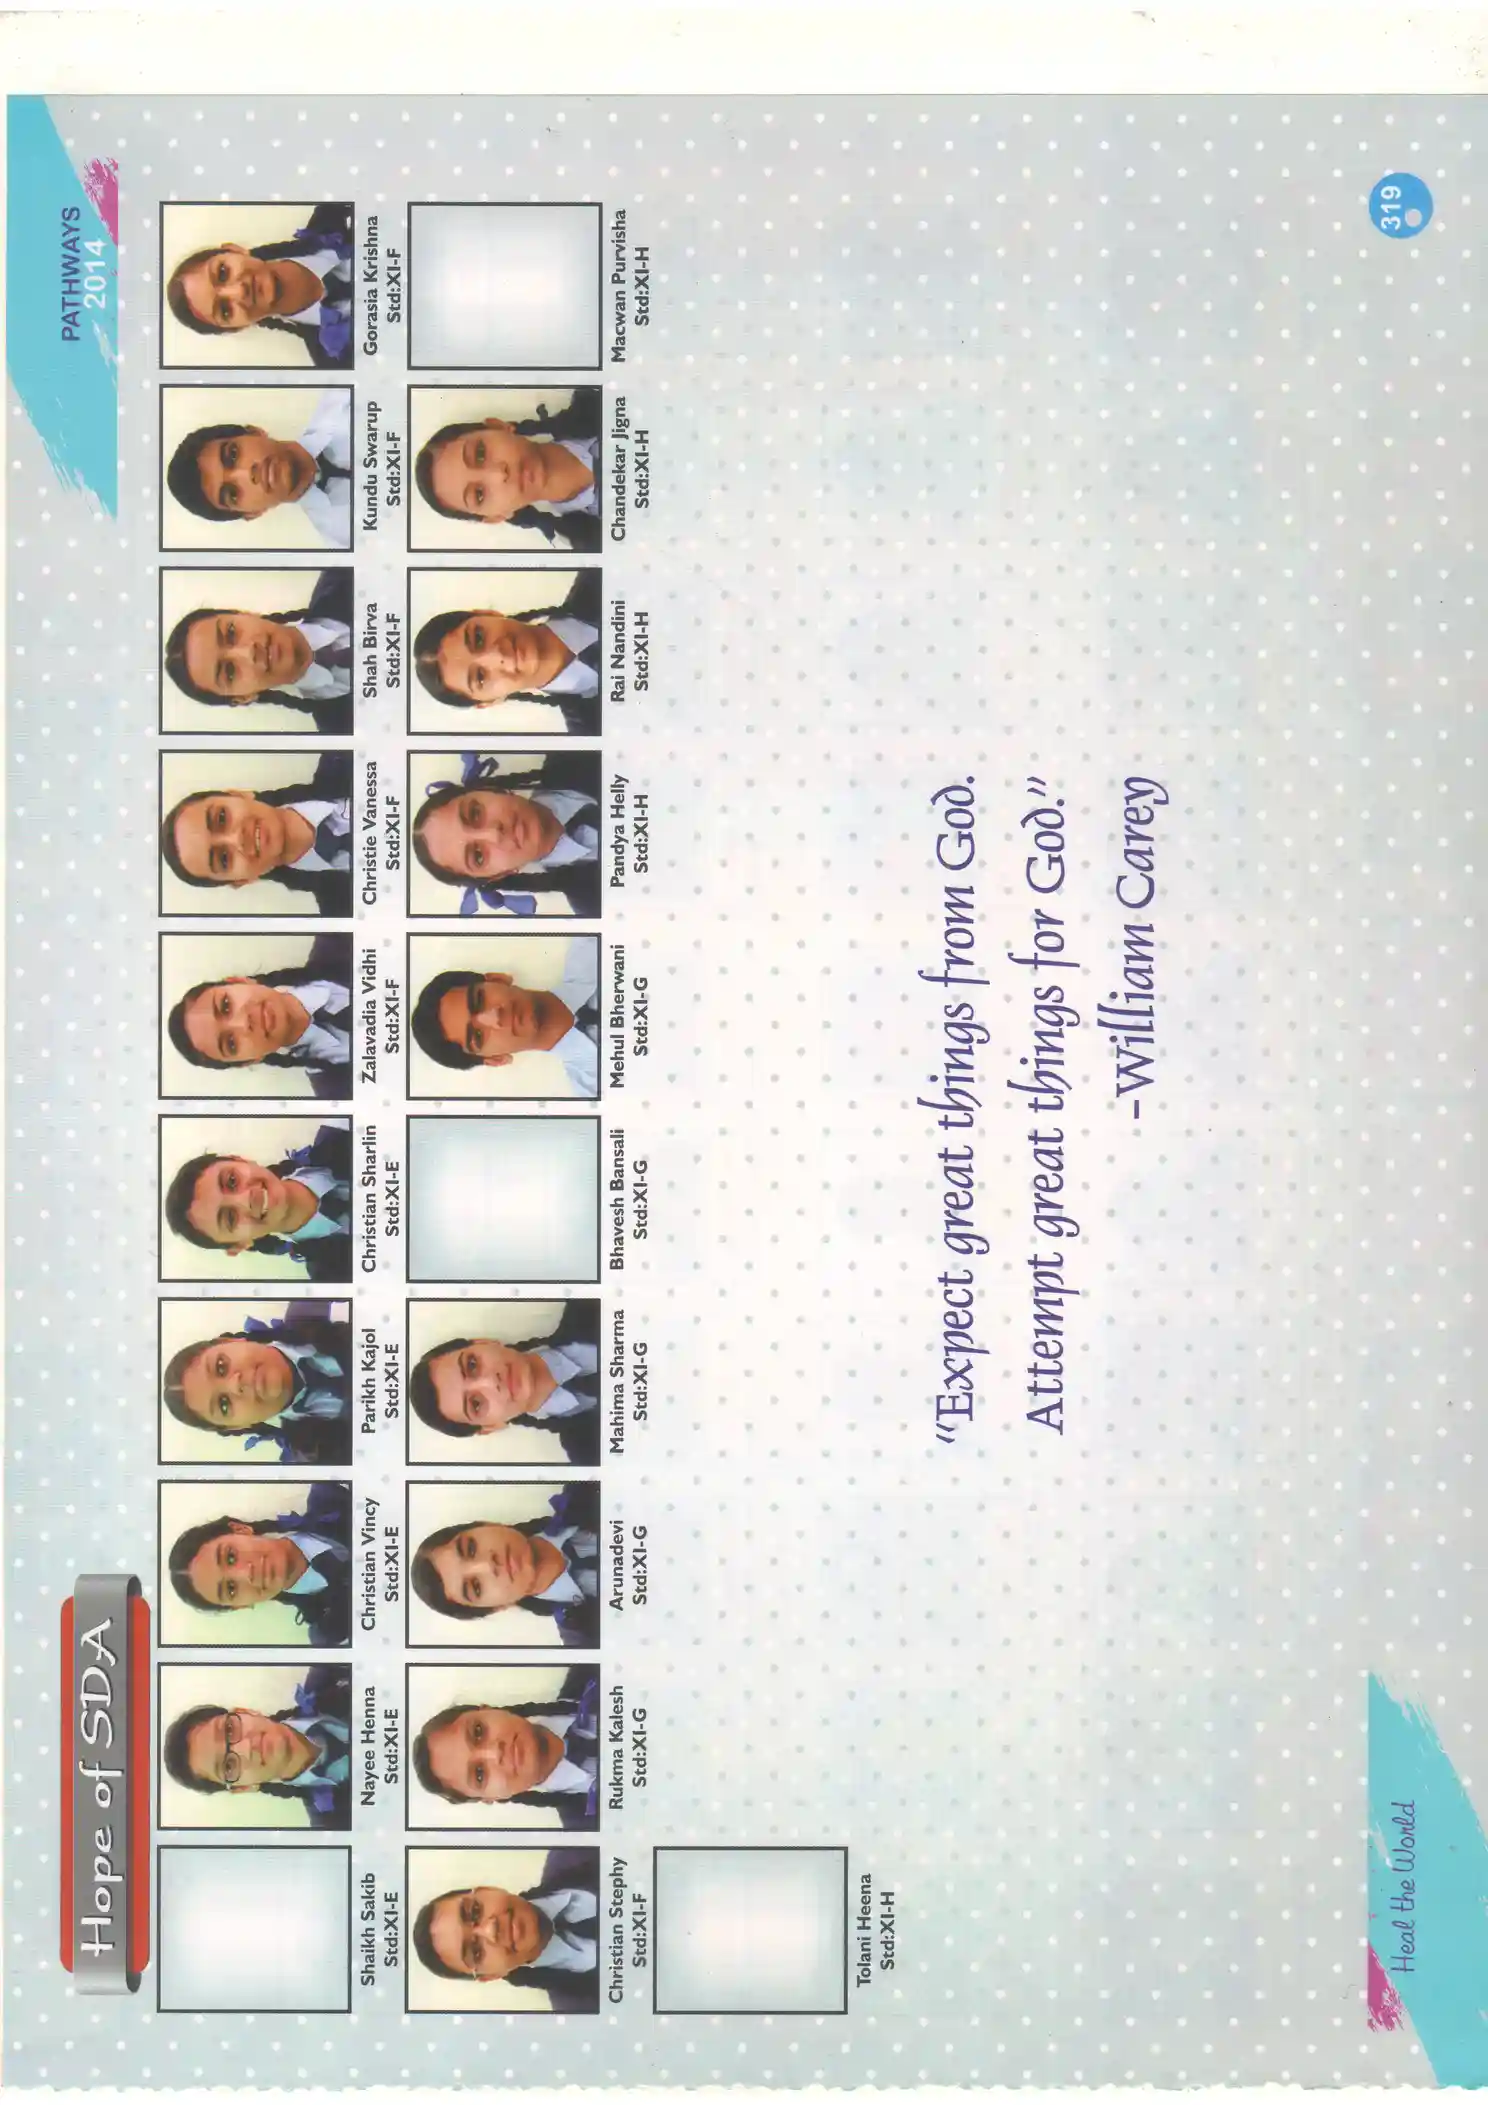 Hope of SDA
PATHWAYS
2014
Shaikh Sakib
Std:XI-E
Nayee Henna
Std:XI-E
Christian Vincy
Std:XI-E
Parikh Kajol
Std:XI-E
Christian Sharlin
Std:XI-E
Zalavadia Vidhi
Std:XI-F
Christie Vanessa
Std:XI-F
Shah Birva
Std:XI-F
Kundu Swarup
Std:XI-F
Gorasia Krishna
Std:XI-F
Christian Stephy
Std:XI-F
Rukma Kalesh
Std:XI-G
Arunadevi
Std:XI-G
Mahima Sharma
Std:XI-G
Bhavesh Bansali
Std:XI-G
Mehul Bherwani
Std:XI-G
Pandya Helly
Std:XI-H
Rai Nandini
Std:XI-H
Chandekar Jigna
Std:XI-H
Macwan Purvisha
Std:XI-H
Tolani Heena
Std:XI-H
“Expect great things from God.
Attempt great things for God.”
–William Carey
Heal the World
319